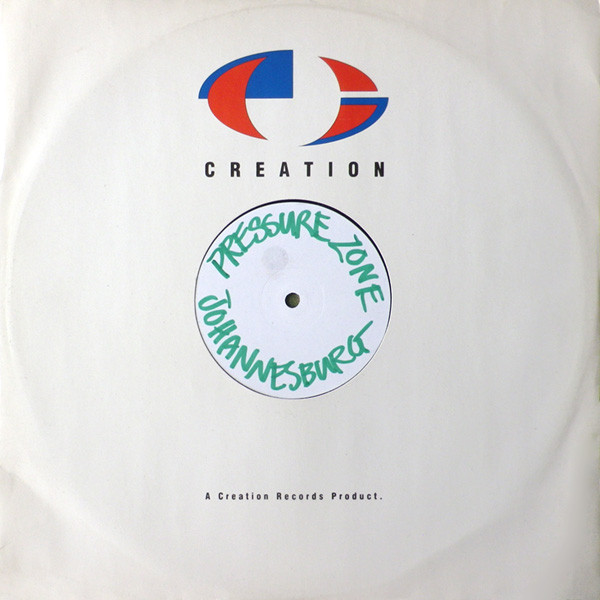 CREATION
PRESSURE ZONE
JOHANNESBURG
A Creation Records Product.